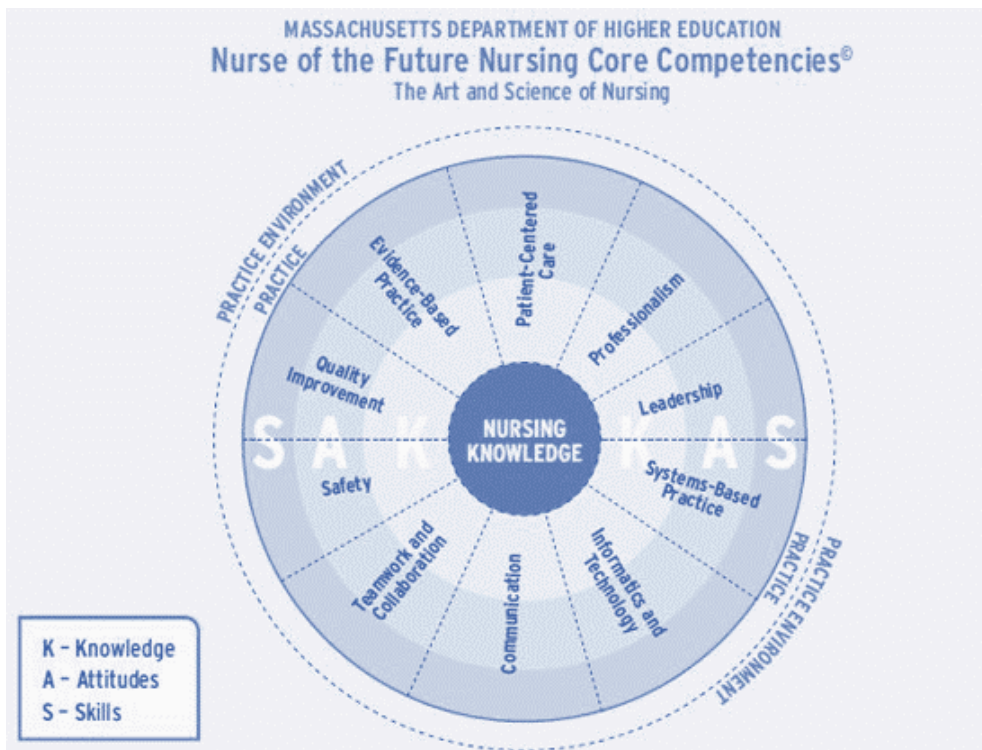 MASSACHUSETTS DEPARTMENT OF HIGHER EDUCATION
Nurse of the Future Nursing Core Competencies©
The Art and Science of Nursing
PRACTICE ENVIRONMENT
PRACTICE
Patient-Centered
Care
Professionalism
Leadership
Systems-Based
Practice
Informatics and
Technology
Communication
Teamwork and
Collaboration
Safety
Quality
Improvement
Evidence-Based
Practice
S A K
NURSING
KNOWLEDGE
K A S
PRACTICE
PRACTICE ENVIRONMENT
K – Knowledge
A – Attitudes
S – Skills